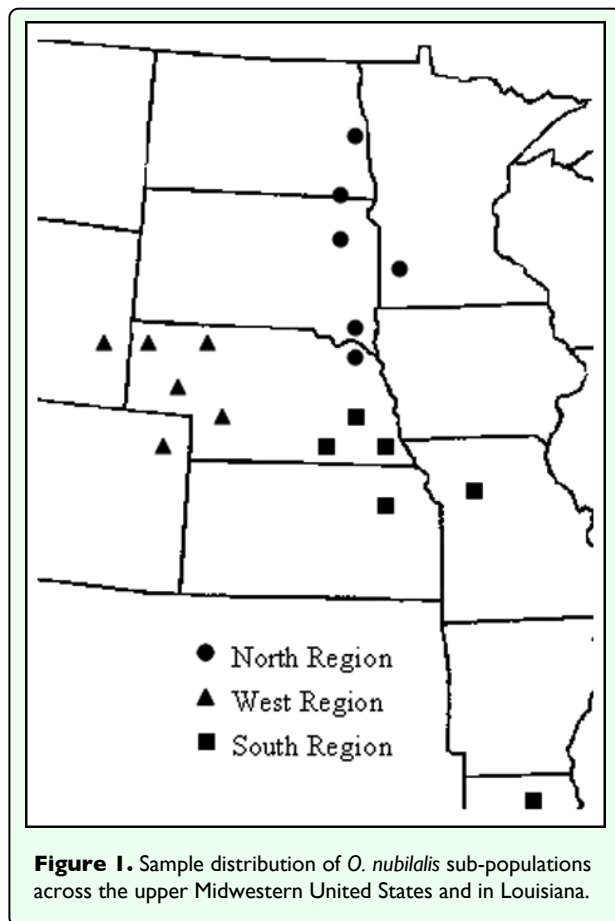 North Region
West Region
South Region
Figure 1. Sample distribution of O. nubilalis sub-populations
across the upper Midwestern United States and in Louisiana.